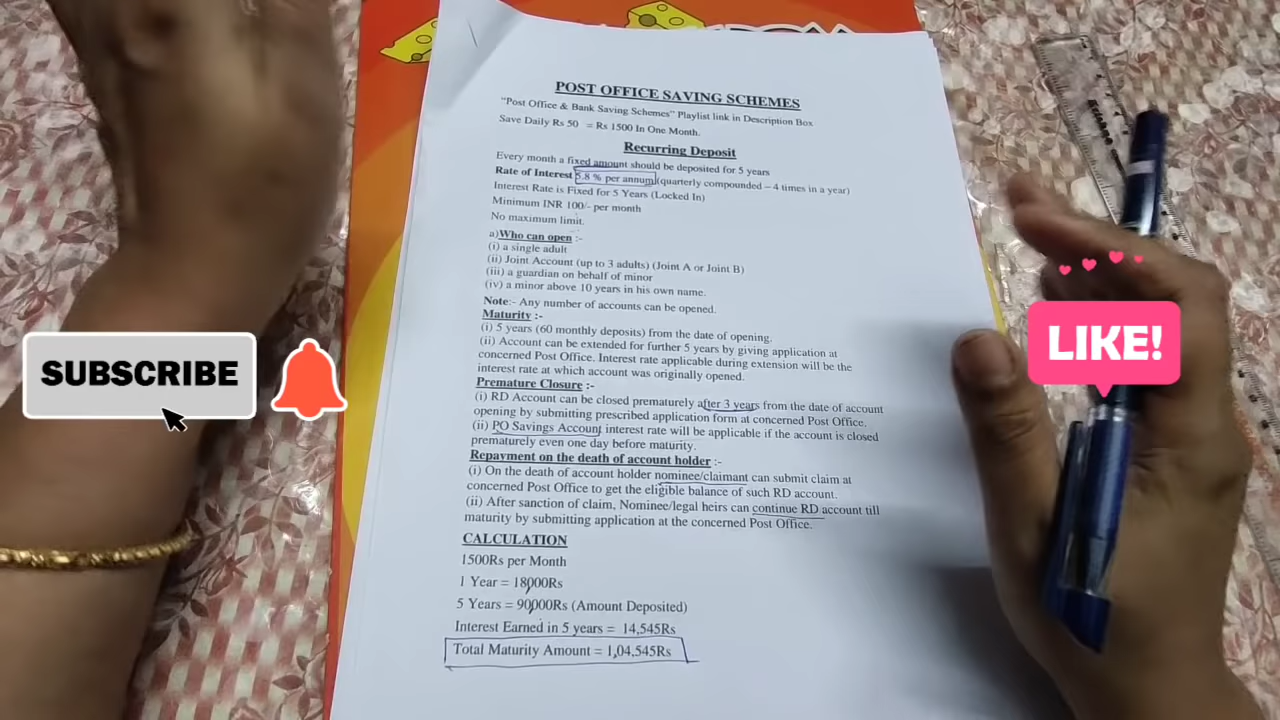 POST OFFICE SAVING SCHEMES
"Post Office & Bank Saving Schemes" Playlist link in Description Box
Save Daily Rs 50 = Rs 1500 In One Month.
Recurring Deposit
Every month a fixed amount should be deposited for 5 years
Rate of Interest 5.8 % per annum (quarterly compounded – 4 times in a year)
Interest Rate is Fixed for 5 Years (Locked In)
Minimum INR 100/- per month
No maximum limit.
a) Who can open :-
(i) a single adult
(ii) Joint Account (up to 3 adults) (Joint A or Joint B)
(iii) a guardian on behalf of minor
(iv) a minor above 10 years in his own name.
Note:- Any number of accounts can be opened.
Maturity :-
(i) 5 years (60 monthly deposits) from the date of opening.
(ii) Account can be extended for further 5 years by giving application at
concerned Post Office. Interest rate applicable during extension will be the
interest rate at which account was originally opened.
Premature Closure :-
(i) RD Account can be closed prematurely after 3 years from the date of account
opening by submitting prescribed application form at concerned Post Office.
(ii) PO Savings Account interest rate will be applicable if the account is closed
prematurely even one day before maturity.
Repayment on the death of account holder :-
(i) On the death of account holder nominee/claimant can submit claim at
concerned Post Office to get the eligible balance of such RD account.
(ii) After sanction of claim, Nominee/legal heirs can continue RD account till
maturity by submitting application at the concerned Post Office.
CALCULATION
1500Rs per Month
1 Year = 18,000Rs
5 Years = 90,000Rs (Amount Deposited)
Interest Earned in 5 years = 14,545Rs
Total Maturity Amount = 1,04,545Rs
SUBSCRIBE
LIKE!